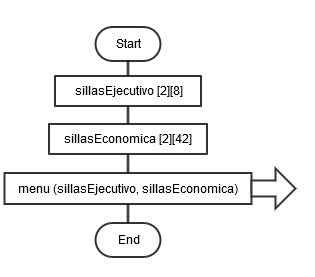 Start
sillasEjecutivo [2][8]
sillasEconomica [2][42]
menu (sillasEjecutivo, sillasEconomica)
End